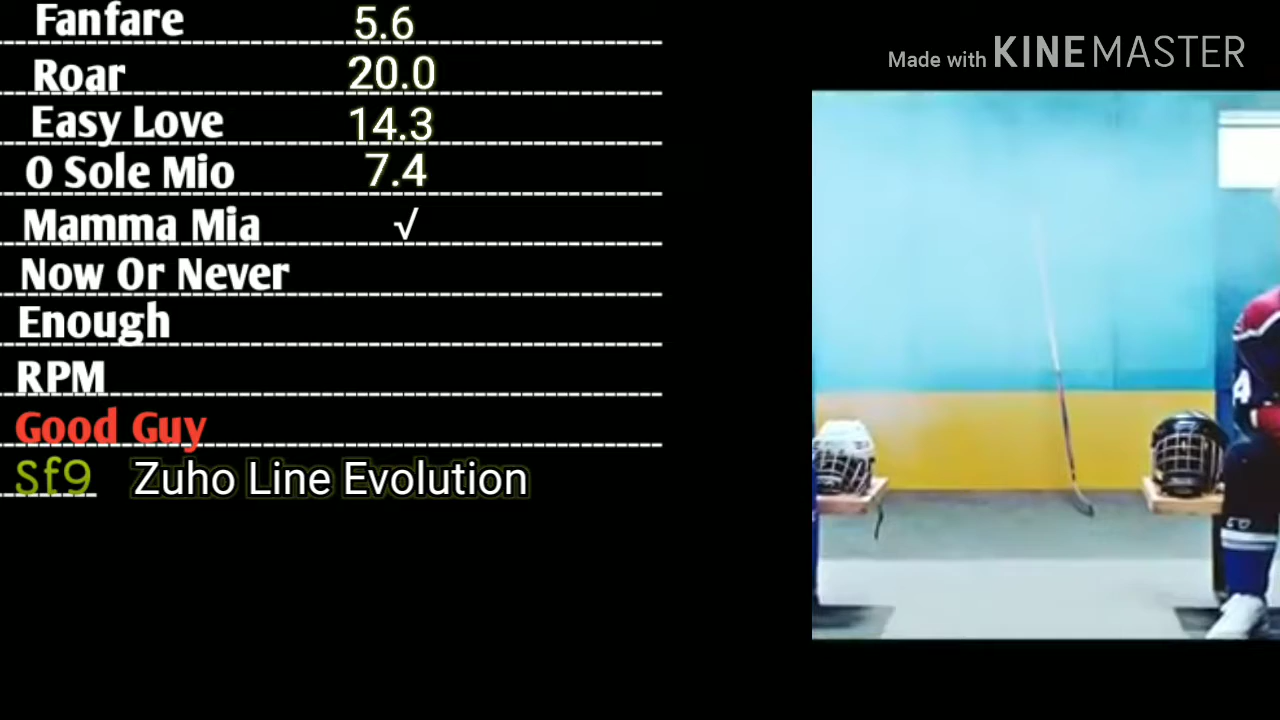 Fanfare 5.6
Made with KINEMASTER
Roar 20.0
Easy Love 14.3
O Sole Mio 7.4
Mamma Mia √
Now Or Never
Enough
RPM
4
Good Guy
Sf9 Zuho Line Evolution